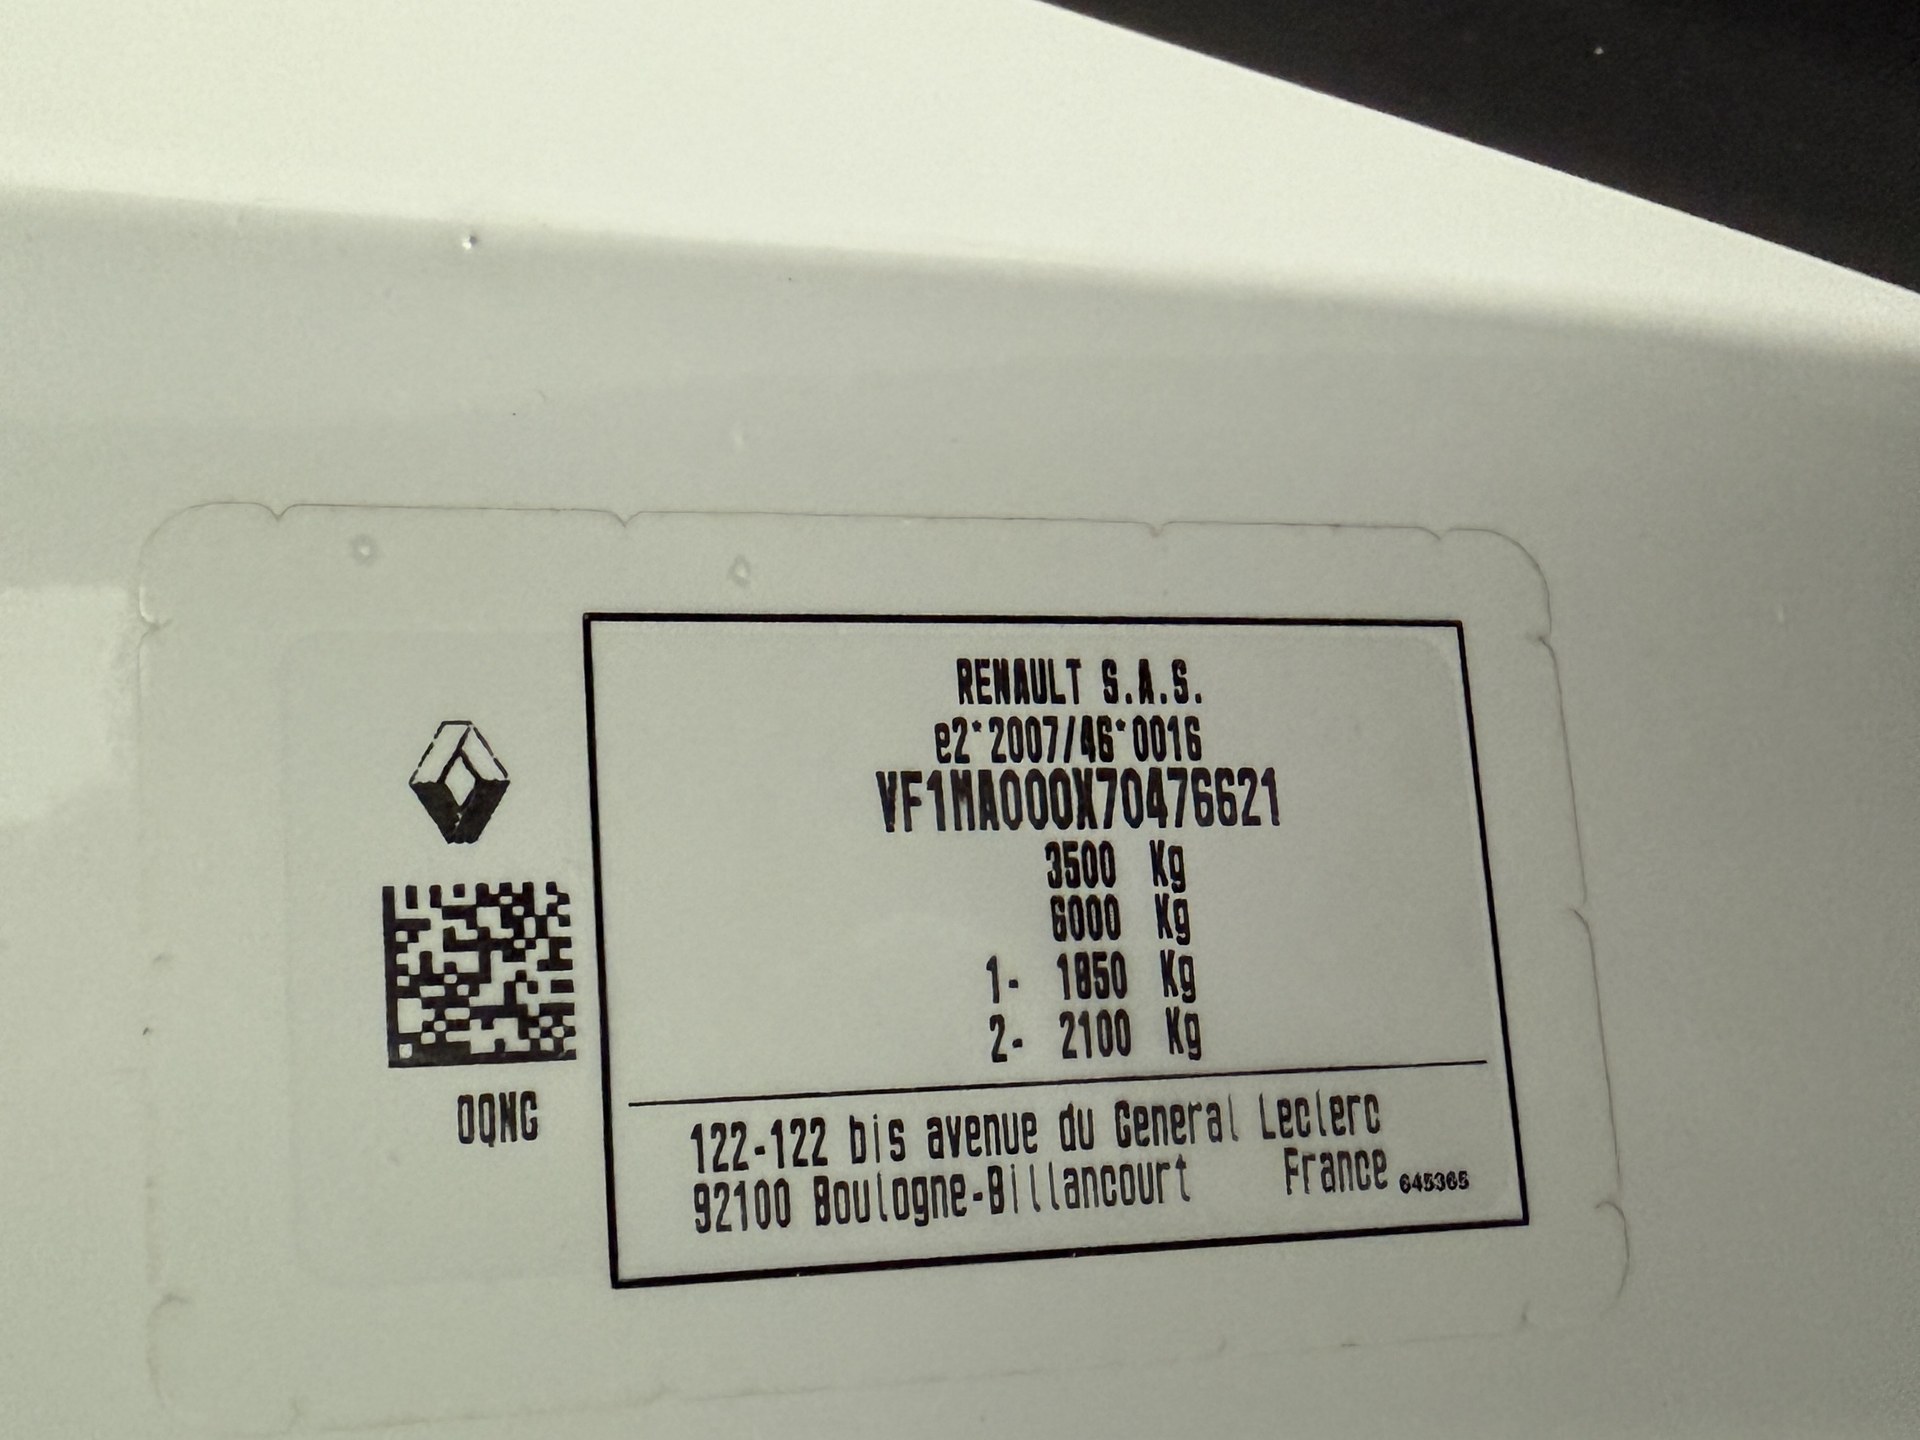 RENAULT S.A.S.
e2*2007/46*0016
VF1MA000X70476621
3500 Kg
6000 Kg
1- 1850 Kg
2- 2100 Kg
0QNG
122-122 bis avenue du General Leclerc
92100 Boulogne-Billancourt France 645365